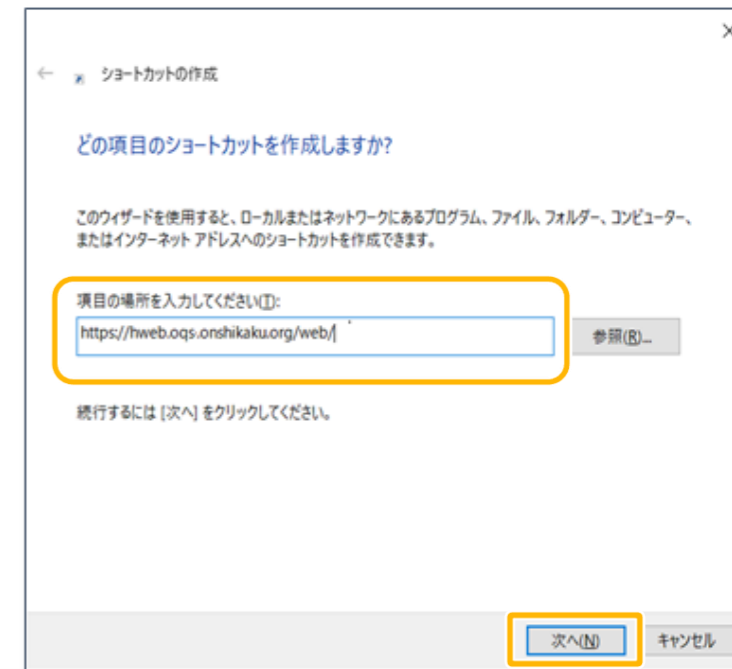 ショートカットの作成
どの項目のショートカットを作成しますか?
このウィザードを使用すると、ローカルまたはネットワークにあるプログラム、ファイル、フォルダー、コンピューター、
またはインターネット アドレスへのショートカットを作成できます。
項目の場所を入力してください(T):
https://hweb.oqs.onshikaku.org/web/
参照(R)...
続行するには [次へ] をクリックしてください。
次へ(N)
キャンセル